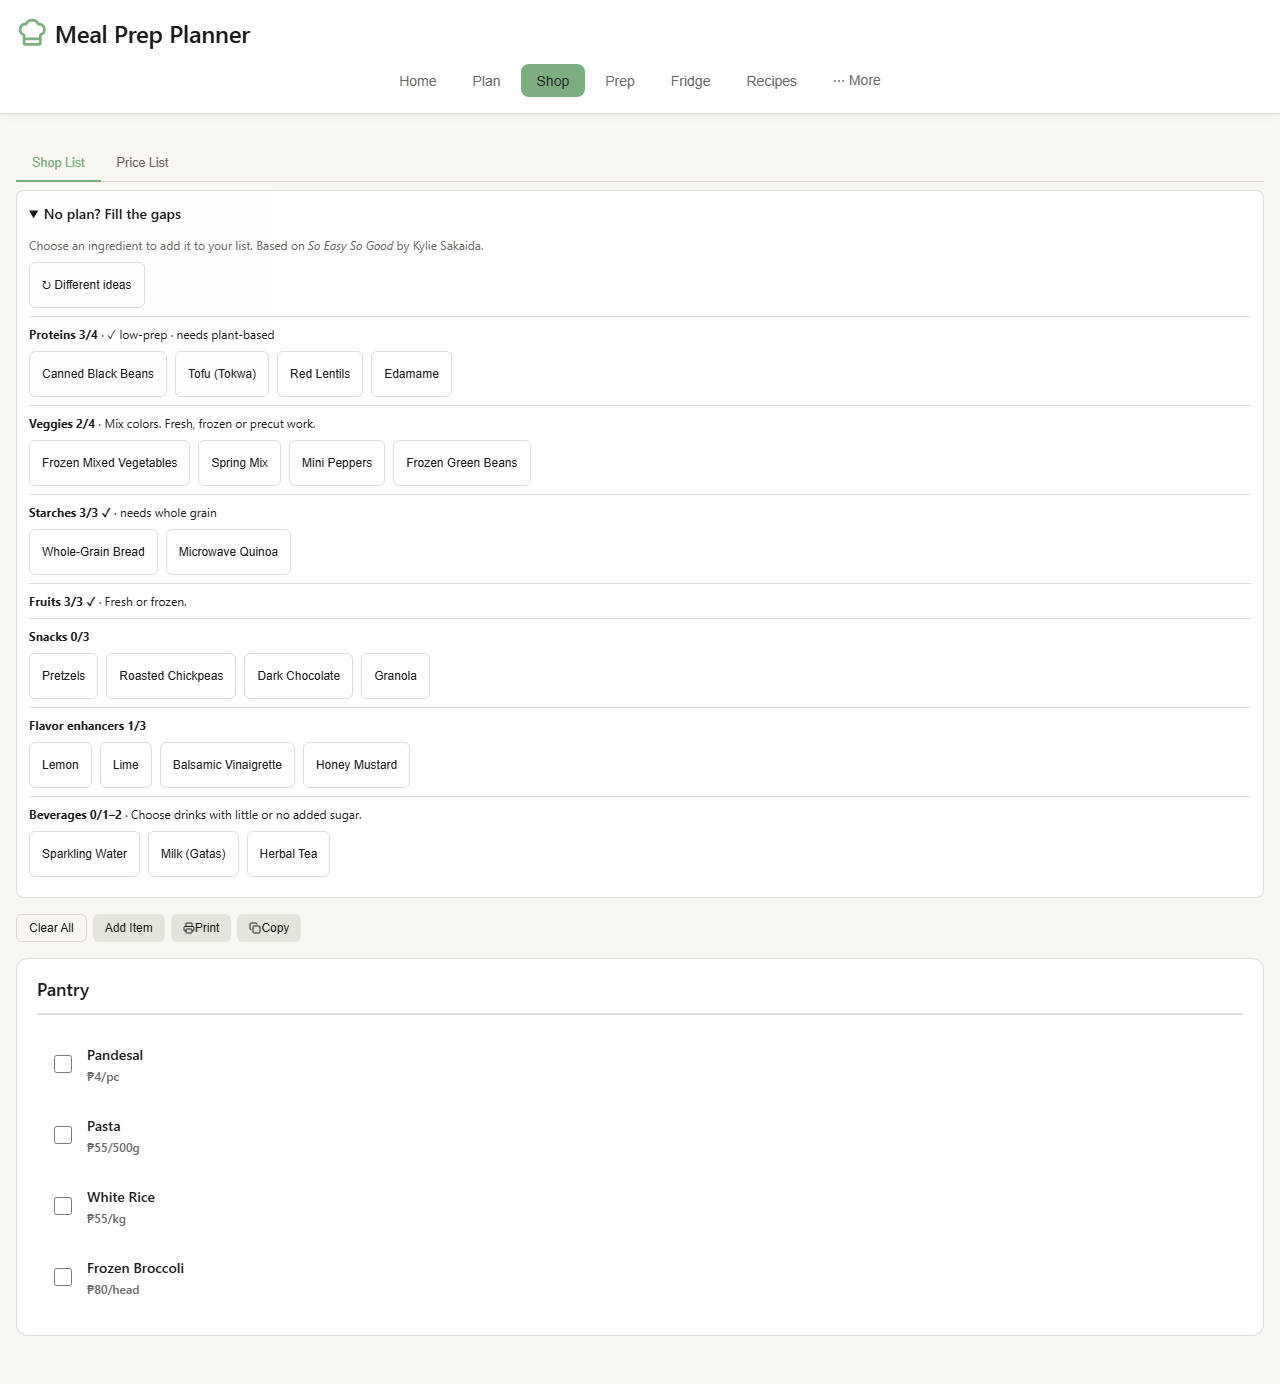 Meal Prep Planner
Home Plan Shop Prep Fridge Recipes ··· More
Shop List Price List
▼ No plan? Fill the gaps
Choose an ingredient to add it to your list. Based on So Easy So Good by Kylie Sakaida.
↻ Different ideas
Proteins 3/4 · ✓ low-prep · needs plant-based
Canned Black Beans Tofu (Tokwa) Red Lentils Edamame
Veggies 2/4 · Mix colors. Fresh, frozen or precut work.
Frozen Mixed Vegetables Spring Mix Mini Peppers Frozen Green Beans
Starches 3/3 ✓ · needs whole grain
Whole-Grain Bread Microwave Quinoa
Fruits 3/3 ✓ · Fresh or frozen.
Snacks 0/3
Pretzels Roasted Chickpeas Dark Chocolate Granola
Flavor enhancers 1/3
Lemon Lime Balsamic Vinaigrette Honey Mustard
Beverages 0/1–2 · Choose drinks with little or no added sugar.
Sparkling Water Milk (Gatas) Herbal Tea
Clear All Add Item Print Copy
Pantry
Pandesal
₱4/pc
Pasta
₱55/500g
White Rice
₱55/kg
Frozen Broccoli
₱80/head